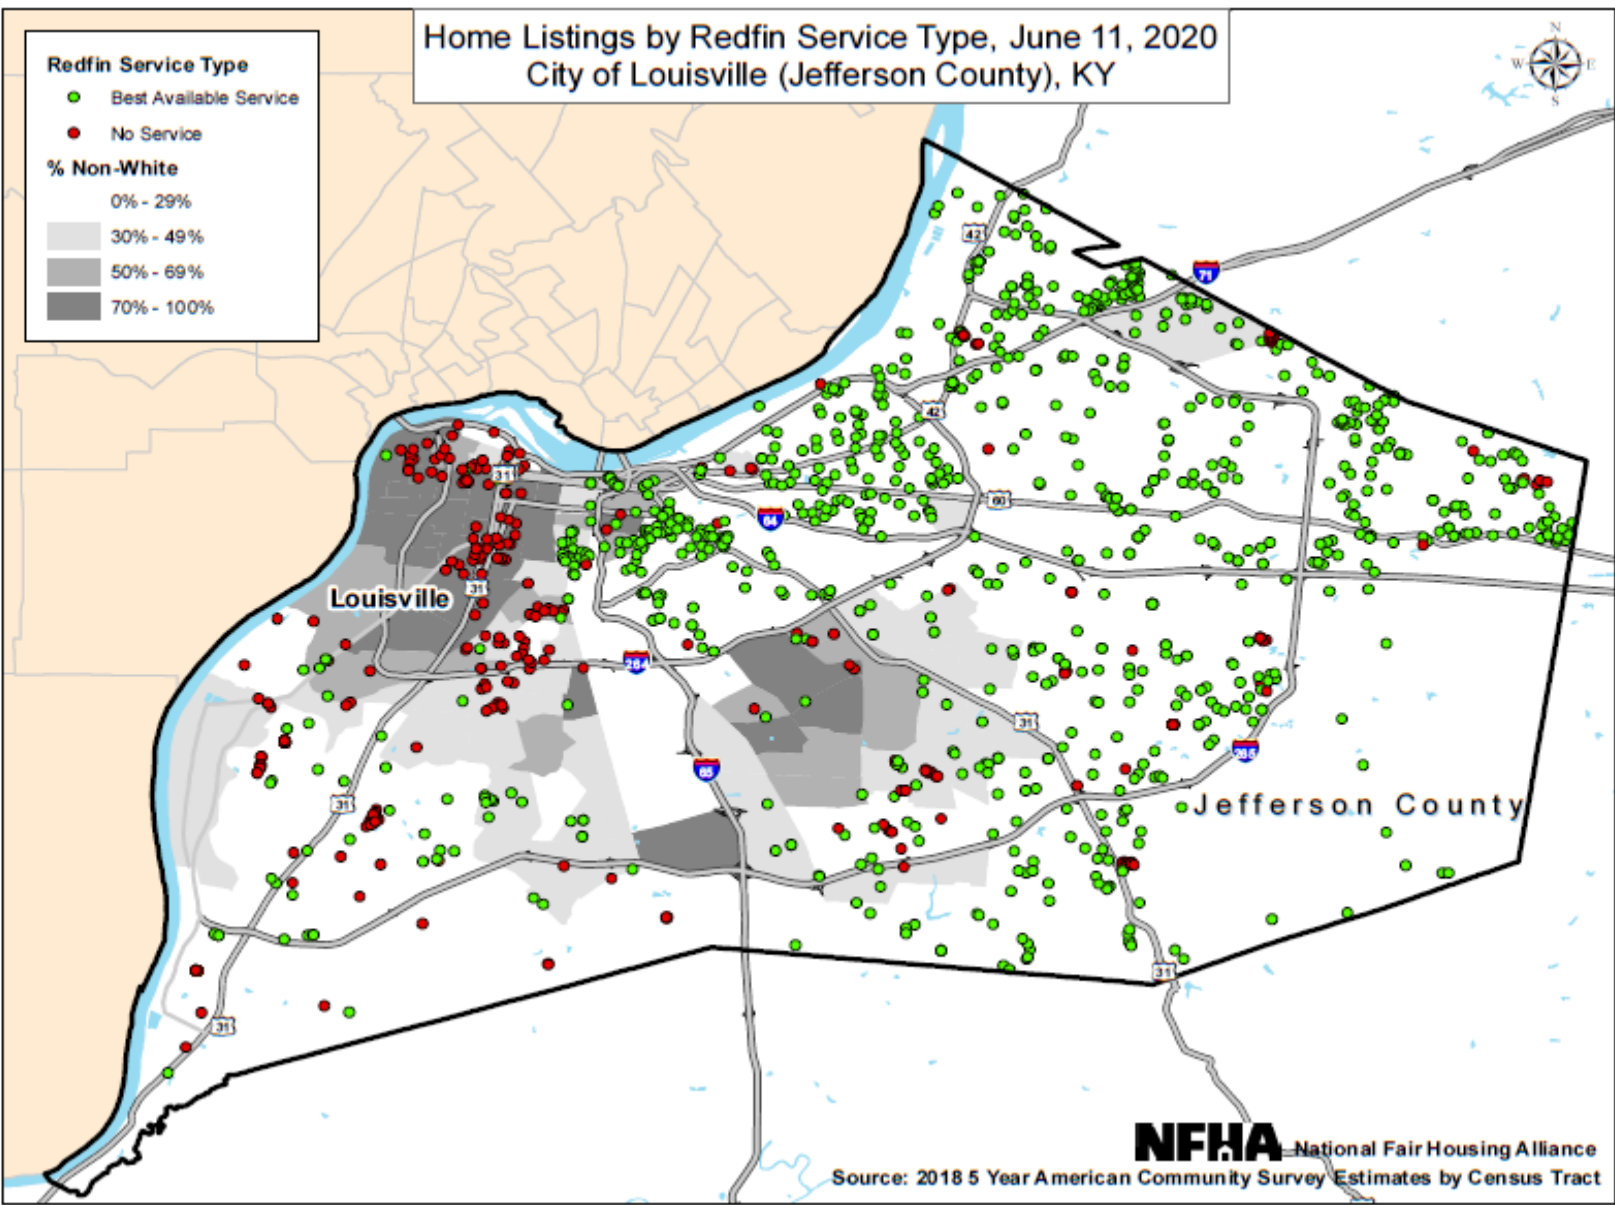 Home Listings by Redfin Service Type, June 11, 2020
City of Louisville (Jefferson County), KY
Redfin Service Type
Best Available Service
No Service
% Non-White
0% - 29%
30% - 49%
50% - 69%
70% - 100%
N
W E
S
42
71
42
31
60
64
31
Louisville
264
31
265
65
31
Jefferson County
31
31
NFHA National Fair Housing Alliance
Source: 2018 5 Year American Community Survey Estimates by Census Tract